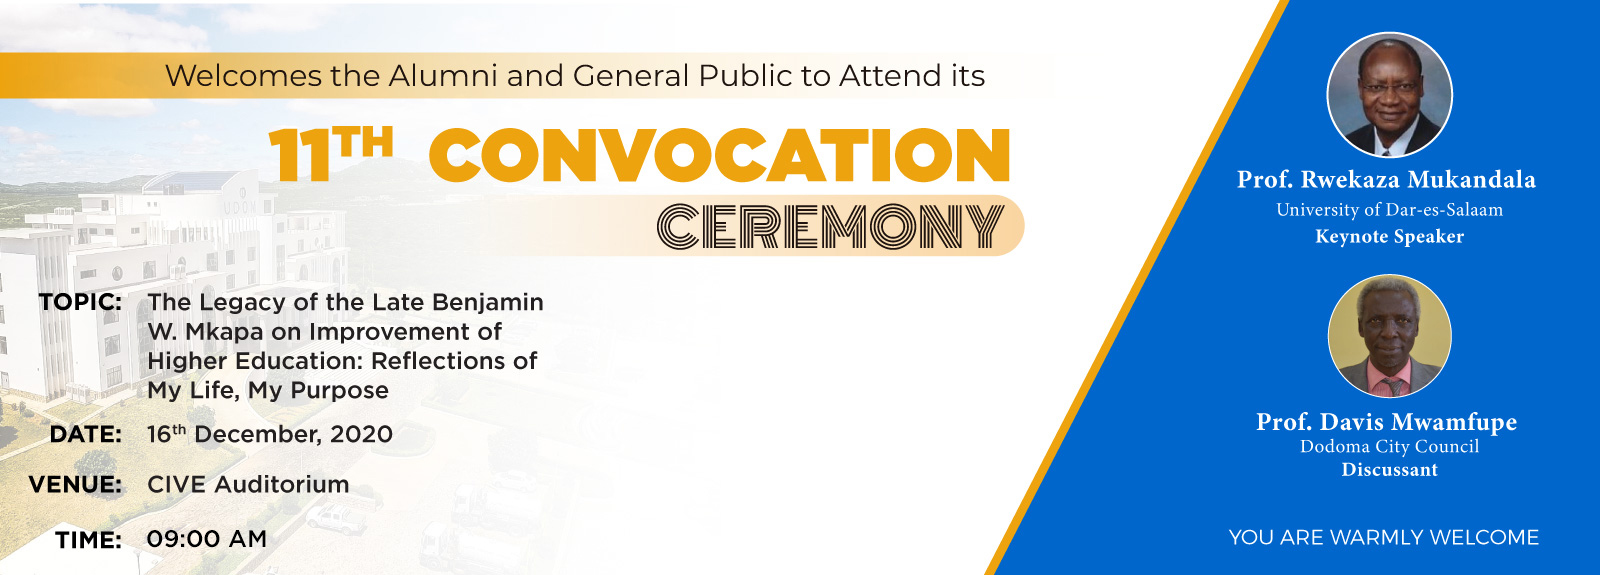 Welcomes the Alumni and General Public to Attend its
11TH CONVOCATION
CEREMONY
UDOM
TOPIC: The Legacy of the Late Benjamin
W. Mkapa on Improvement of
Higher Education: Reflections of
My Life, My Purpose
DATE: 16th December, 2020
VENUE: CIVE Auditorium
TIME: 09:00 AM
Prof. Rwekaza Mukandala
University of Dar-es-Salaam
Keynote Speaker
Prof. Davis Mwamfupe
Dodoma City Council
Discussant
YOU ARE WARMLY WELCOME